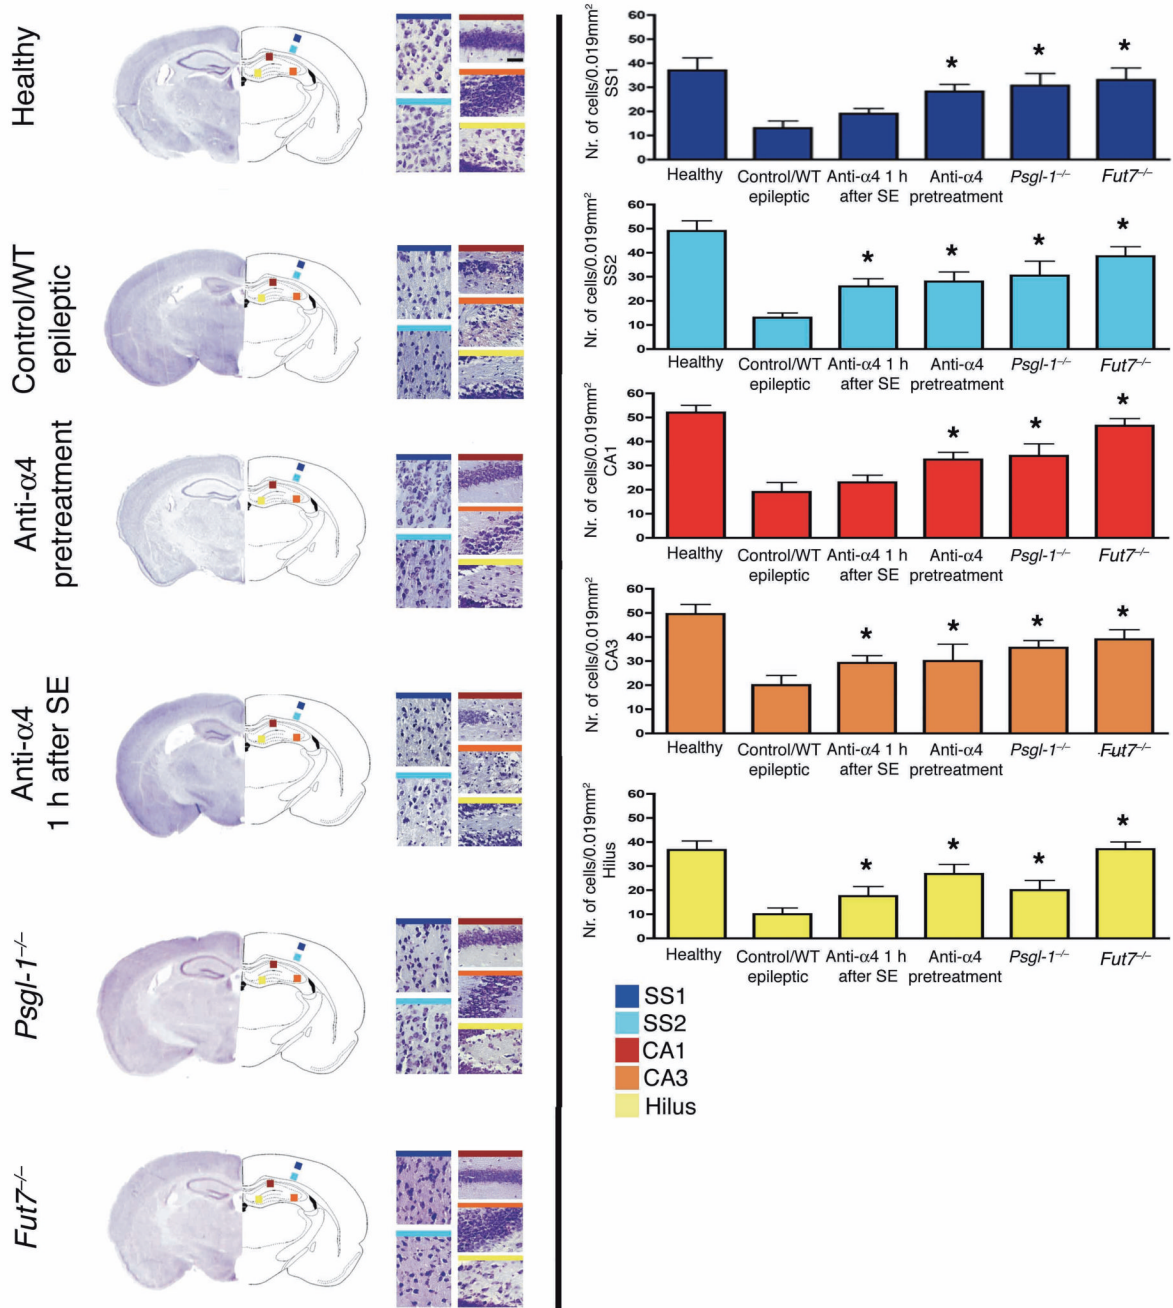 Healthy
Control/WT
epileptic
Anti-α4
pretreatment
Anti-α4
1 h after SE
Psgl-1–/–
Fut7–/–
Nr. of cells/0.019mm²
SS1
60
50
40
30
20
10
0
Healthy
Control/WT
epileptic
Anti-α4 1 h
after SE
Anti-α4
pretreatment
Psgl-1–/–
Fut7–/–
* * *
Nr. of cells/0.019mm²
SS2
60
50
40
30
20
10
0
Healthy
Control/WT
epileptic
Anti-α4 1 h
after SE
Anti-α4
pretreatment
Psgl-1–/–
Fut7–/–
* * * *
Nr. of cells/0.019mm²
CA1
60
50
40
30
20
10
0
Healthy
Control/WT
epileptic
Anti-α4 1 h
after SE
Anti-α4
pretreatment
Psgl-1–/–
Fut7–/–
* * *
Nr. of cells/0.019mm²
CA3
60
50
40
30
20
10
0
Healthy
Control/WT
epileptic
Anti-α4 1 h
after SE
Anti-α4
pretreatment
Psgl-1–/–
Fut7–/–
* * * *
Nr. of cells/0.019mm²
Hilus
60
50
40
30
20
10
0
Healthy
Control/WT
epileptic
Anti-α4 1 h
after SE
Anti-α4
pretreatment
Psgl-1–/–
Fut7–/–
* * * *
SS1
SS2
CA1
CA3
Hilus